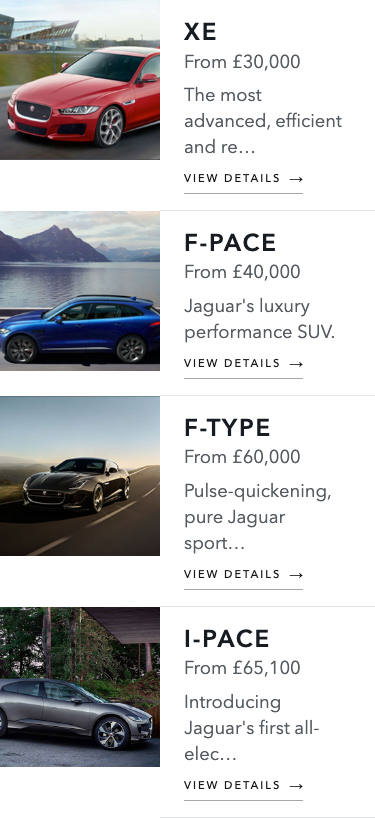 XE
From £30,000
The most
advanced, efficient
and re…
VIEW DETAILS →
F-PACE
From £40,000
Jaguar's luxury
performance SUV.
VIEW DETAILS →
F-TYPE
From £60,000
Pulse-quickening,
pure Jaguar
sport…
VIEW DETAILS →
I-PACE
From £65,100
Introducing
Jaguar's first all-
elec…
VIEW DETAILS →